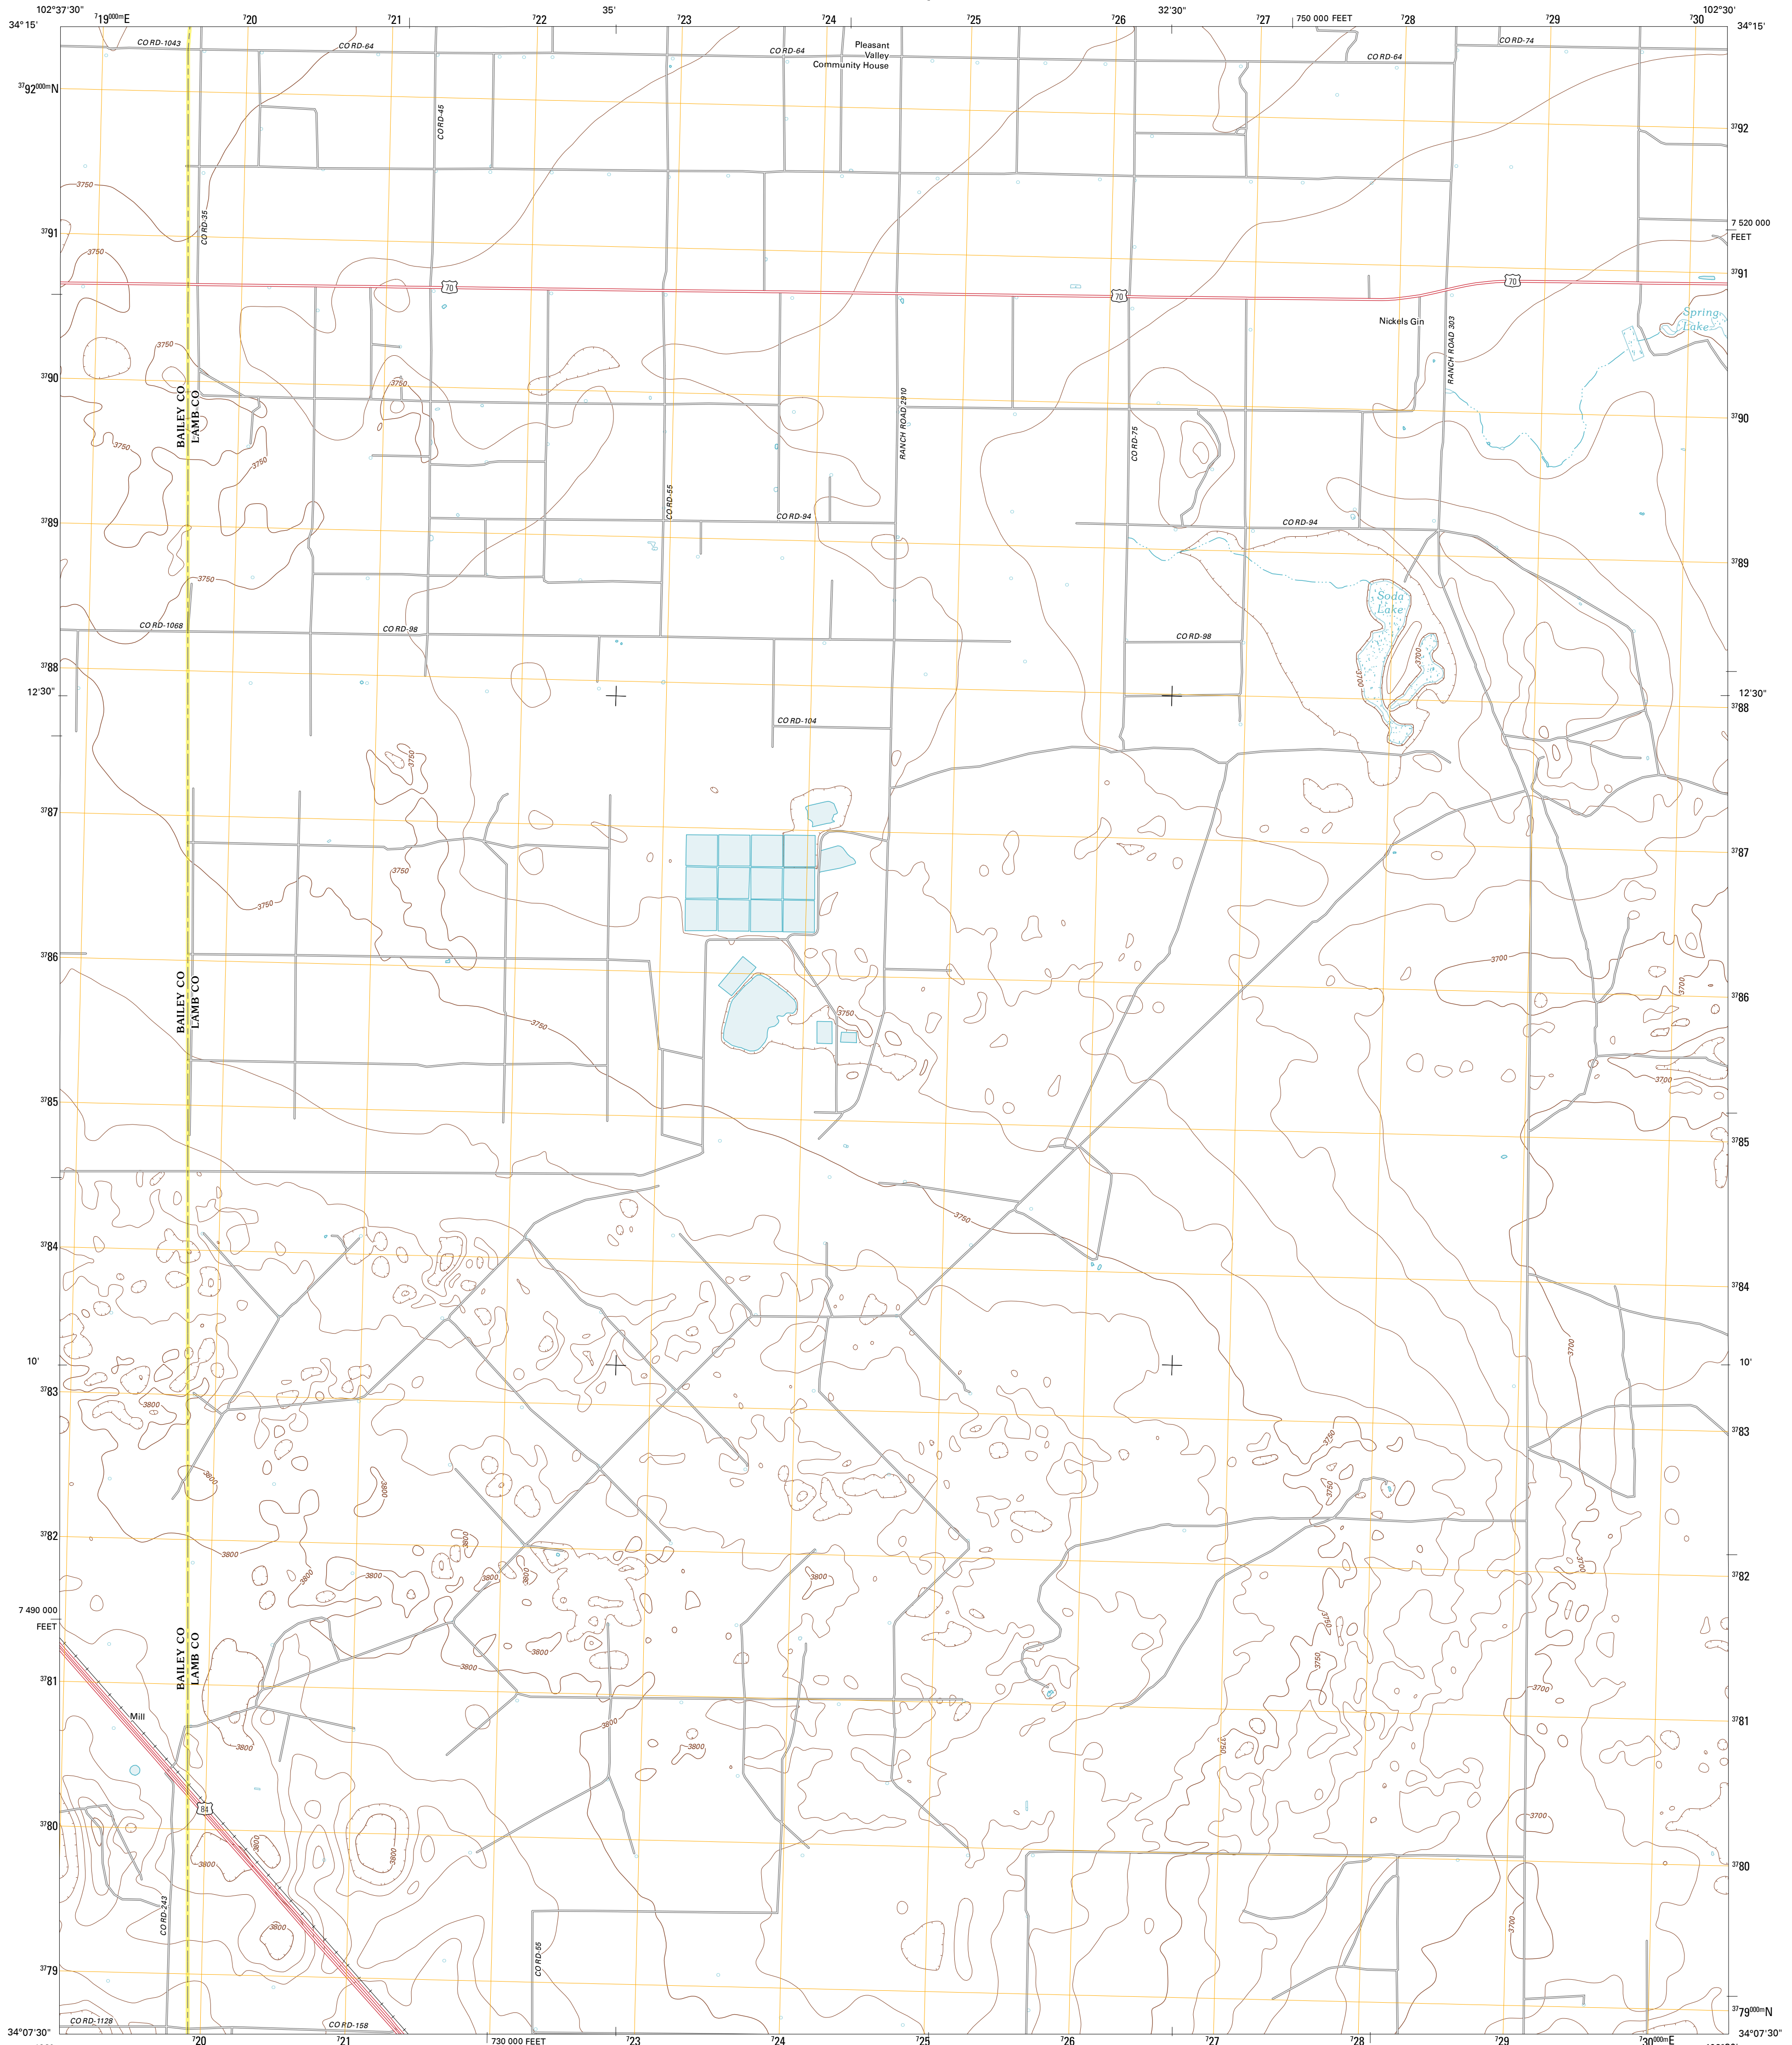 102°37'30"
⁷19⁰⁰⁰ᵐE
⁷20
⁷21
⁷22
35'
⁷23
⁷24
⁷25
⁷26
32'30"
⁷27
750 000 FEET
⁷28
⁷29
⁷30
102°30'
34°15'
34°15'
CO RD-1043
CO RD-64
CO RD-64
Pleasant
Valley
Community House
CO RD-64
CO RD-74
³⁷92⁰⁰⁰ᵐN
CO RD-45
³⁷92
3750
CO RD-35
³⁷91
7 520 000
FEET
3750
³⁷91
70
70
70
Nickels Gin
RANCH ROAD 303
Spring
Lake
3750
³⁷90
3750
BAILEY CO
LAMB CO
RANCH ROAD 2910
CO RD-75
³⁷90
3750
3750
CO RD-55
³⁷89
CO RD-94
CO RD-94
³⁷89
3750
Soda
Lake
CO RD-1068
CO RD-98
CO RD-98
3700
3700
³⁷88
12'30"
12'30"
³⁷88
CO RD-104
3750
³⁷87
³⁷87
3750
3750
³⁷86
3700
3700
³⁷86
BAILEY CO
LAMB CO
3750
3750
3700
³⁷85
³⁷85
3750
³⁷84
³⁷84
3700
10'
10'
³⁷83
3800
³⁷83
3750
3800
3800
3750
³⁷82
3800
3800
3800
3800
3800
3800
3800
3700
³⁷82
7 490 000
FEET
3750
BAILEY CO
LAMB CO
3800
3800
3750
³⁷81
3700
Mill
3800
3800
3800
3750
³⁷81
84
³⁷80
3700
3800
3800
3800
³⁷80
CO RD-243
3800
3700
CO RD-55
³⁷79
³⁷79⁰⁰⁰ᵐN
CO RD-1128
CO RD-158
34°07'30"
34°07'30"
⁷20
⁷21
730 000 FEET
⁷23
⁷24
⁷25
⁷26
⁷27
⁷28
⁷29
⁷30⁰⁰⁰ᵐE